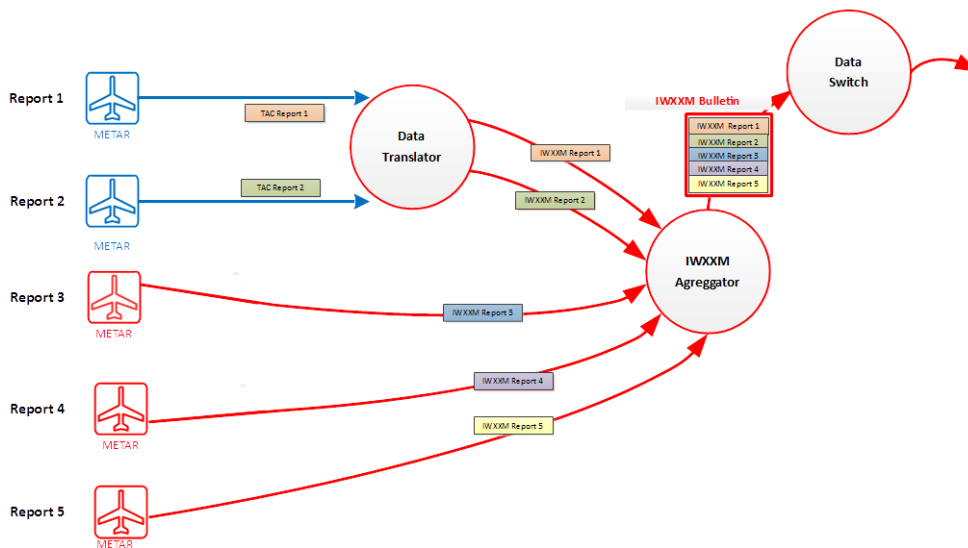 Report 1
METAR
TAC Report 1
Report 2
METAR
TAC Report 2
Data
Translator
IWXXM Report 1
IWXXM Report 2
Report 3
METAR
IWXXM Report 3
Report 4
METAR
IWXXM Report 4
Report 5
METAR
IWXXM Report 5
IWXXM
Agreggator
IWXXM Bulletin
IWXXM Report 1
IWXXM Report 2
IWXXM Report 3
IWXXM Report 4
IWXXM Report 5
Data
Switch